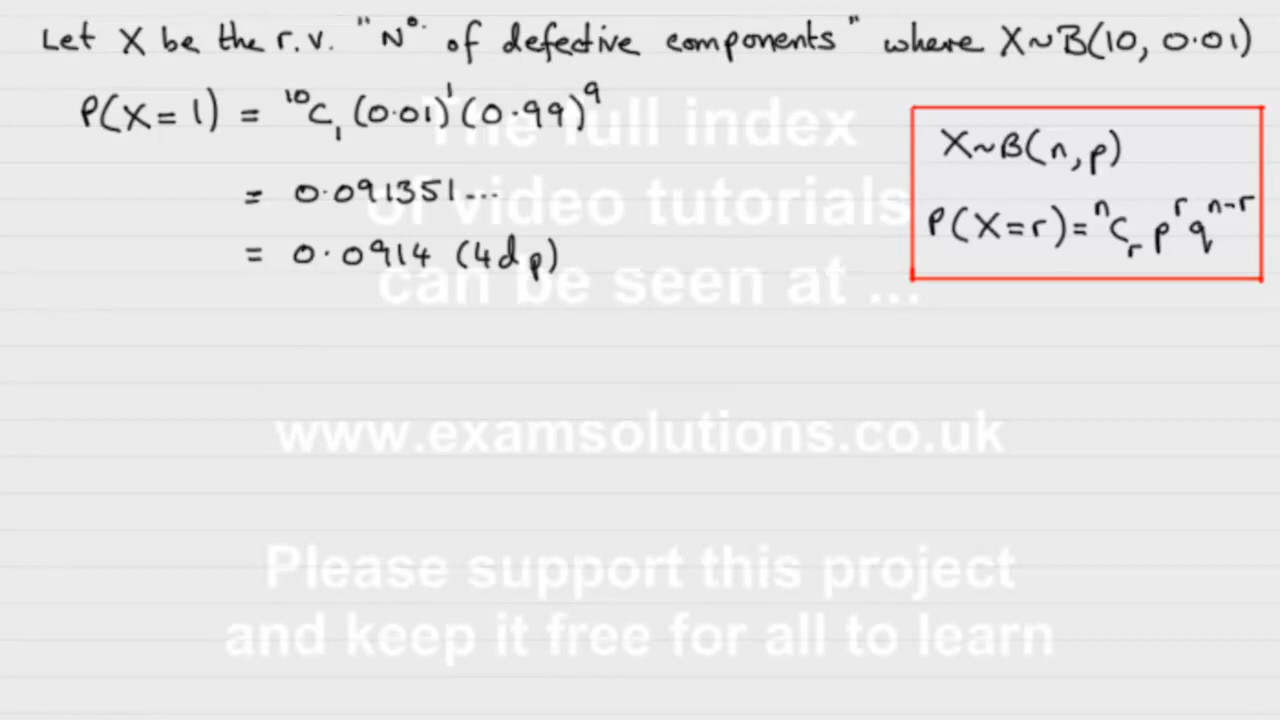 Let X be the r.v. "Nº. of defective components" where X~B(10, 0·01)
P(X=1) = ¹⁰C₁ (0·01)¹(0·99)⁹
= 0·091351...
= 0·0914 (4dp)
X~B(n,p)
P(X=r)=ⁿCᵣ pʳqⁿ⁻ʳ
The full index
of video tutorials
can be seen at ...
www.examsolutions.co.uk
Please support this project
and keep it free for all to learn